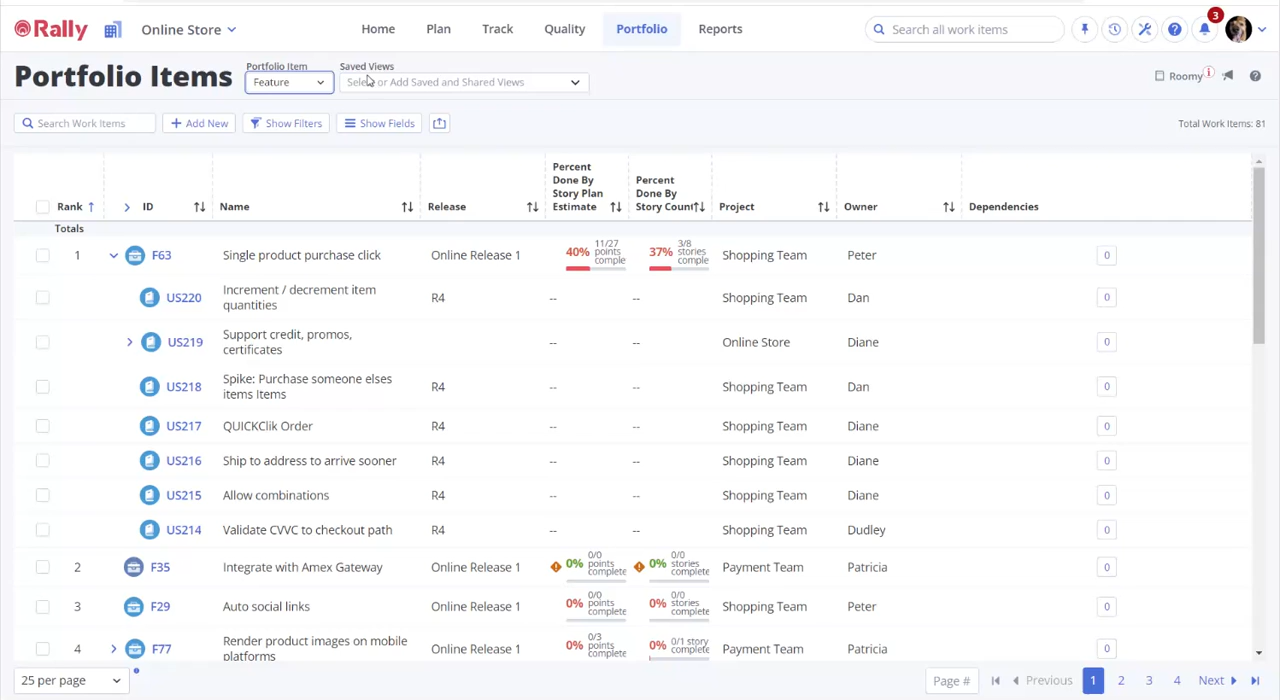 Rally
Online Store
Home
Plan
Track
Quality
Portfolio
Reports
Search all work items
3
Portfolio Items
Portfolio Item
Feature
Saved Views
Select or Add Saved and Shared Views
Roomy
Search Work Items
Add New
Show Filters
Show Fields
Total Work Items: 81
Rank
ID
Name
Release
Percent
Done By
Story Plan
Estimate
Percent
Done By
Story Count
Project
Owner
Dependencies
Totals
1 F63 Single product purchase click Online Release 1 40% 11/27 points comple 37% 3/8 stories comple Shopping Team Peter 0
US220 Increment / decrement item R4 -- -- Shopping Team Dan 0
quantities
US219 Support credit, promos, -- -- Online Store Diane 0
certificates
US218 Spike: Purchase someone elses R4 -- -- Shopping Team Dan 0
items Items
US217 QUICKClik Order R4 -- -- Shopping Team Diane 0
US216 Ship to address to arrive sooner R4 -- -- Shopping Team Diane 0
US215 Allow combinations R4 -- -- Shopping Team Diane 0
US214 Validate CVVC to checkout path R4 -- -- Shopping Team Dudley 0
2 F35 Integrate with Amex Gateway Online Release 1 0% 0/0 points complete 0% 0/0 stories complete Payment Team Patricia 0
3 F29 Auto social links Online Release 1 0% 0/0 points complete 0% 0/0 stories complete Shopping Team Peter 0
4 F77 Render product images on mobile Online Release 1 0% 0/3 points complete 0% 0/1 story complete Payment Team Patricia 0
platforms
25 per page
Page #
Previous
1
2
3
4
Next